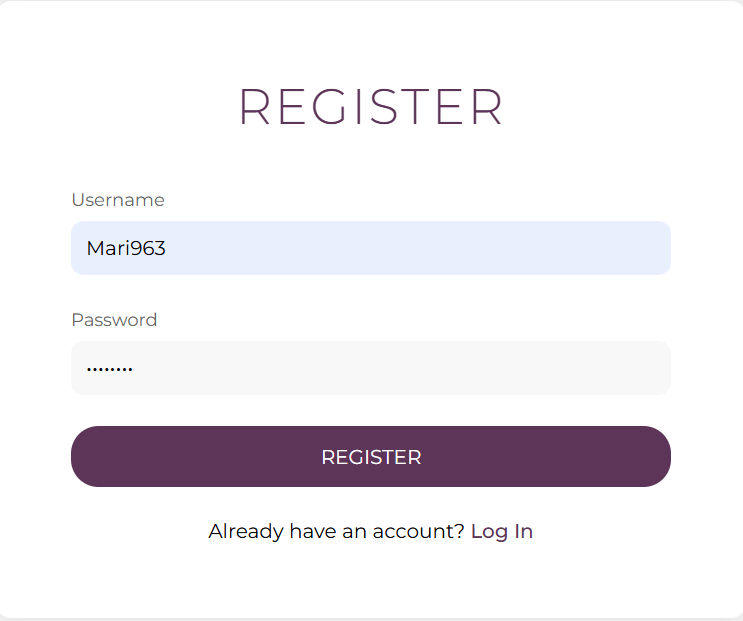 REGISTER
Username
Mari963
Password
••••••••
REGISTER
Already have an account? Log In